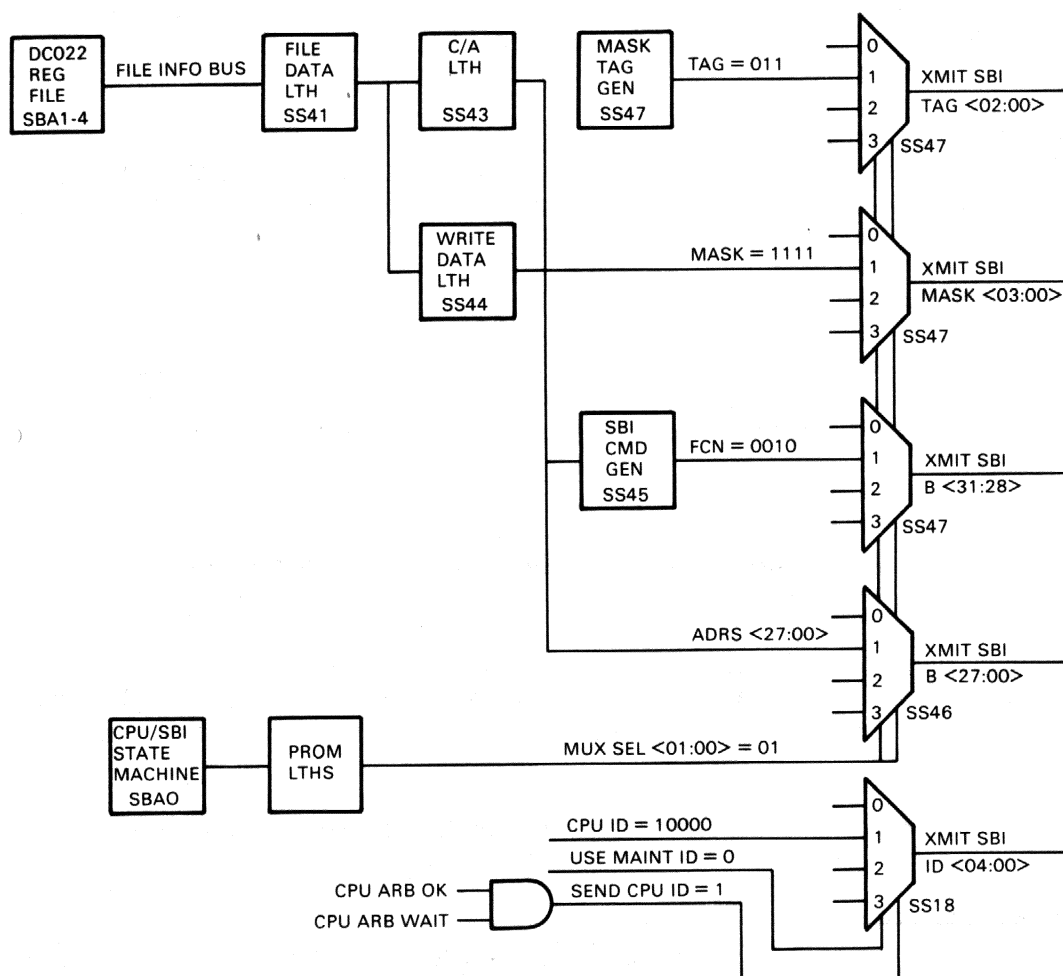 DC022
REG
FILE
SBA1-4
FILE INFO BUS
FILE
DATA
LTH
SS41
C/A
LTH
SS43
MASK
TAG
GEN
SS47
TAG = 011
0
1
2
3
XMIT SBI
TAG <02:00>
SS47
WRITE
DATA
LTH
SS44
MASK = 1111
0
1
2
3
XMIT SBI
MASK <03:00>
SS47
SBI
CMD
GEN
SS45
FCN = 0010
0
1
2
3
XMIT SBI
B <31:28>
SS47
ADRS <27:00>
0
1
2
3
XMIT SBI
B <27:00>
SS46
CPU/SBI
STATE
MACHINE
SBAO
PROM
LTHS
MUX SEL <01:00> = 01
CPU ID = 10000
USE MAINT ID = 0
SEND CPU ID = 1
CPU ARB OK
CPU ARB WAIT
0
1
2
3
XMIT SBI
ID <04:00>
SS18